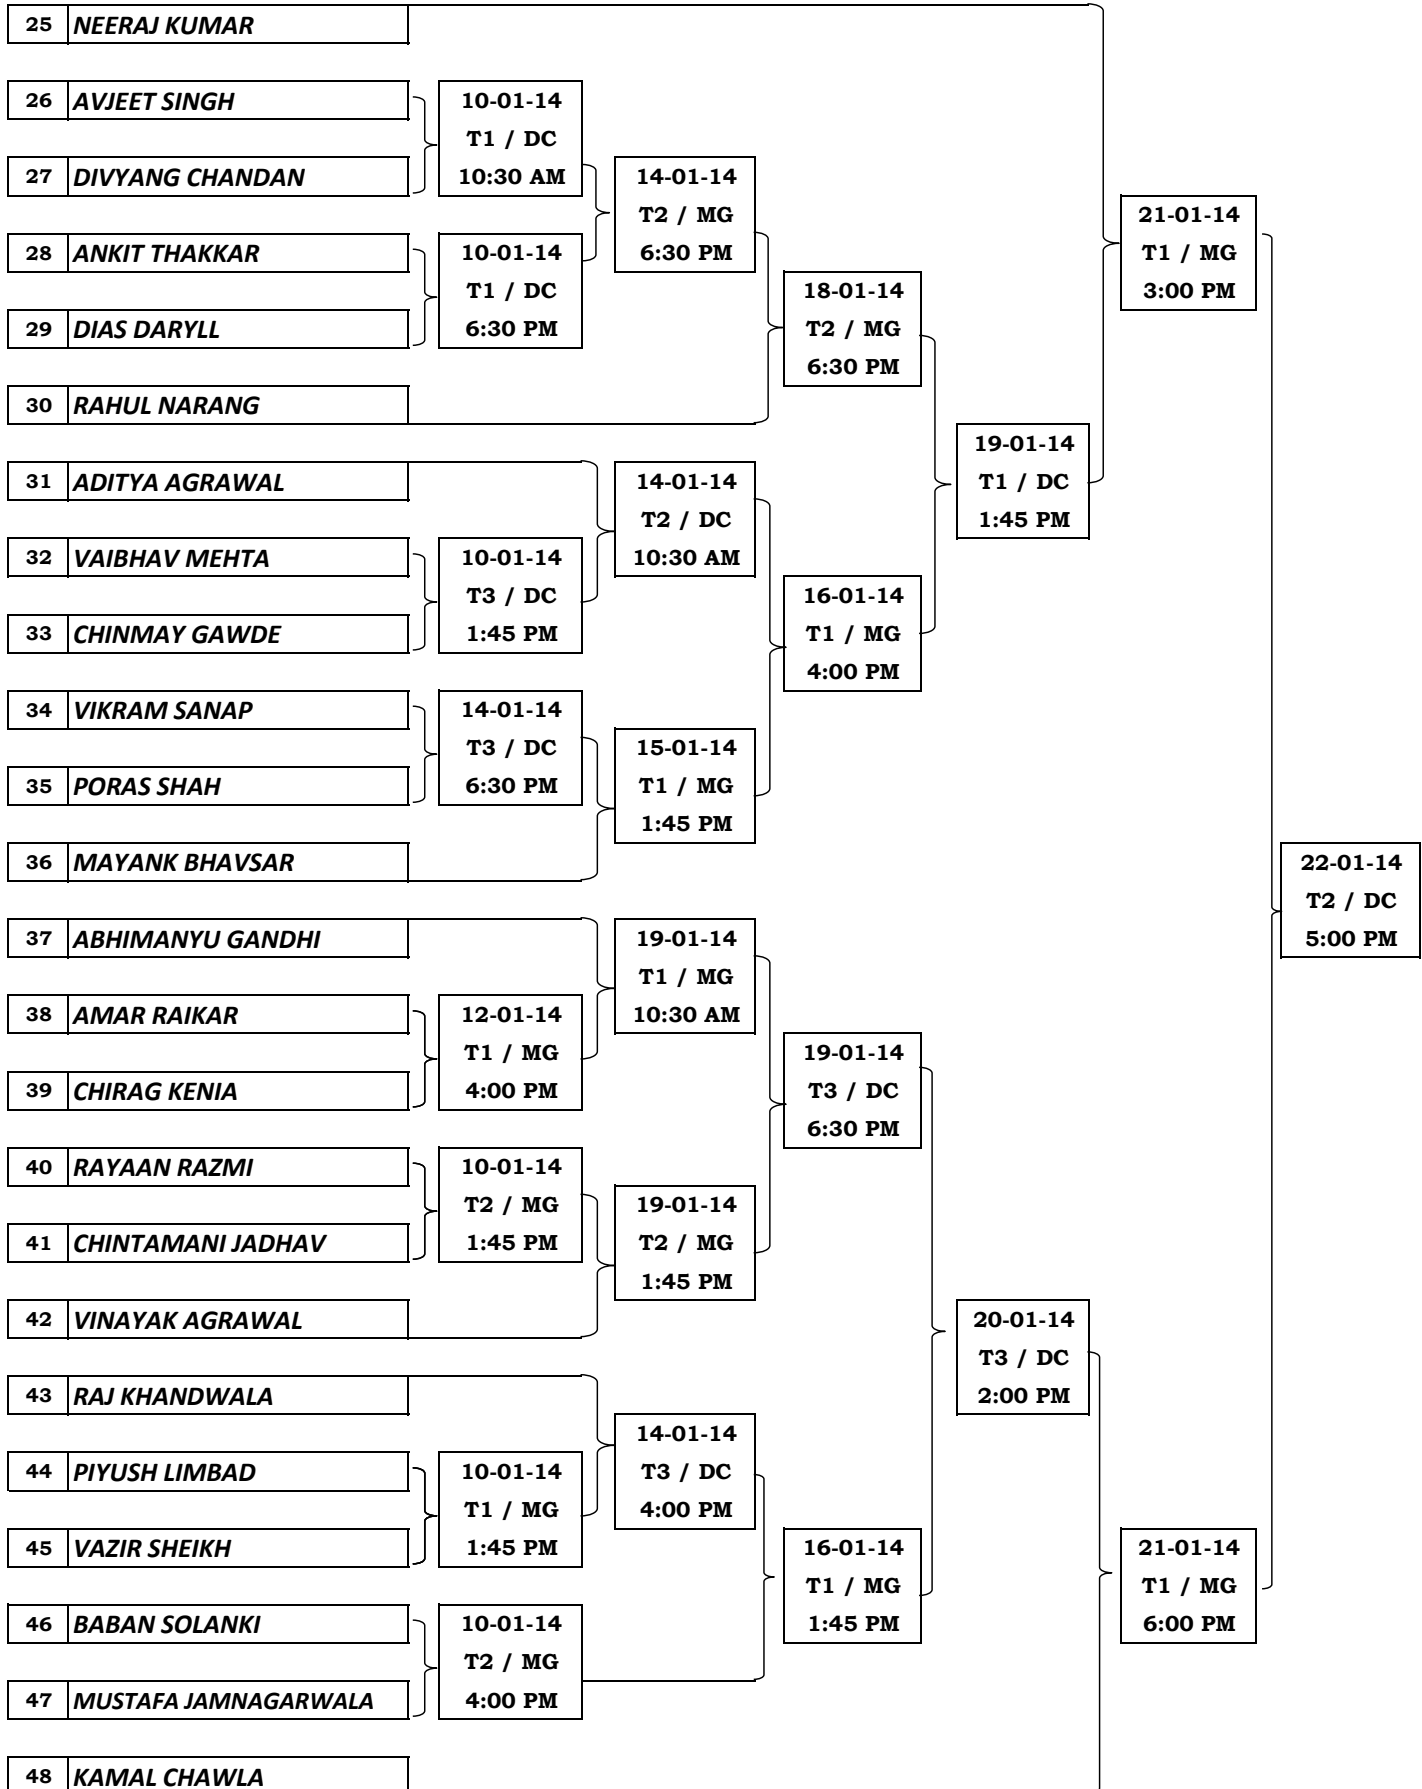 25 NEERAJ KUMAR
26 AVJEET SINGH
10-01-14
T1 / DC
27 DIVYANG CHANDAN
10:30 AM
14-01-14
T2 / MG
6:30 PM
21-01-14
T1 / MG
3:00 PM
28 ANKIT THAKKAR
10-01-14
T1 / DC
6:30 PM
29 DIAS DARYLL
18-01-14
T2 / MG
6:30 PM
30 RAHUL NARANG
19-01-14
T1 / DC
1:45 PM
31 ADITYA AGRAWAL
14-01-14
T2 / DC
10:30 AM
32 VAIBHAV MEHTA
10-01-14
T3 / DC
1:45 PM
33 CHINMAY GAWDE
16-01-14
T1 / MG
4:00 PM
34 VIKRAM SANAP
14-01-14
T3 / DC
6:30 PM
35 PORAS SHAH
15-01-14
T1 / MG
1:45 PM
36 MAYANK BHAVSAR
22-01-14
T2 / DC
5:00 PM
37 ABHIMANYU GANDHI
19-01-14
T1 / MG
10:30 AM
38 AMAR RAIKAR
12-01-14
T1 / MG
4:00 PM
39 CHIRAG KENIA
19-01-14
T3 / DC
6:30 PM
40 RAYAAN RAZMI
10-01-14
T2 / MG
1:45 PM
41 CHINTAMANI JADHAV
19-01-14
T2 / MG
1:45 PM
42 VINAYAK AGRAWAL
20-01-14
T3 / DC
2:00 PM
43 RAJ KHANDWALA
14-01-14
T3 / DC
4:00 PM
44 PIYUSH LIMBAD
10-01-14
T1 / MG
1:45 PM
45 VAZIR SHEIKH
16-01-14
T1 / MG
1:45 PM
21-01-14
T1 / MG
6:00 PM
46 BABAN SOLANKI
10-01-14
T2 / MG
4:00 PM
47 MUSTAFA JAMNAGARWALA
48 KAMAL CHAWLA